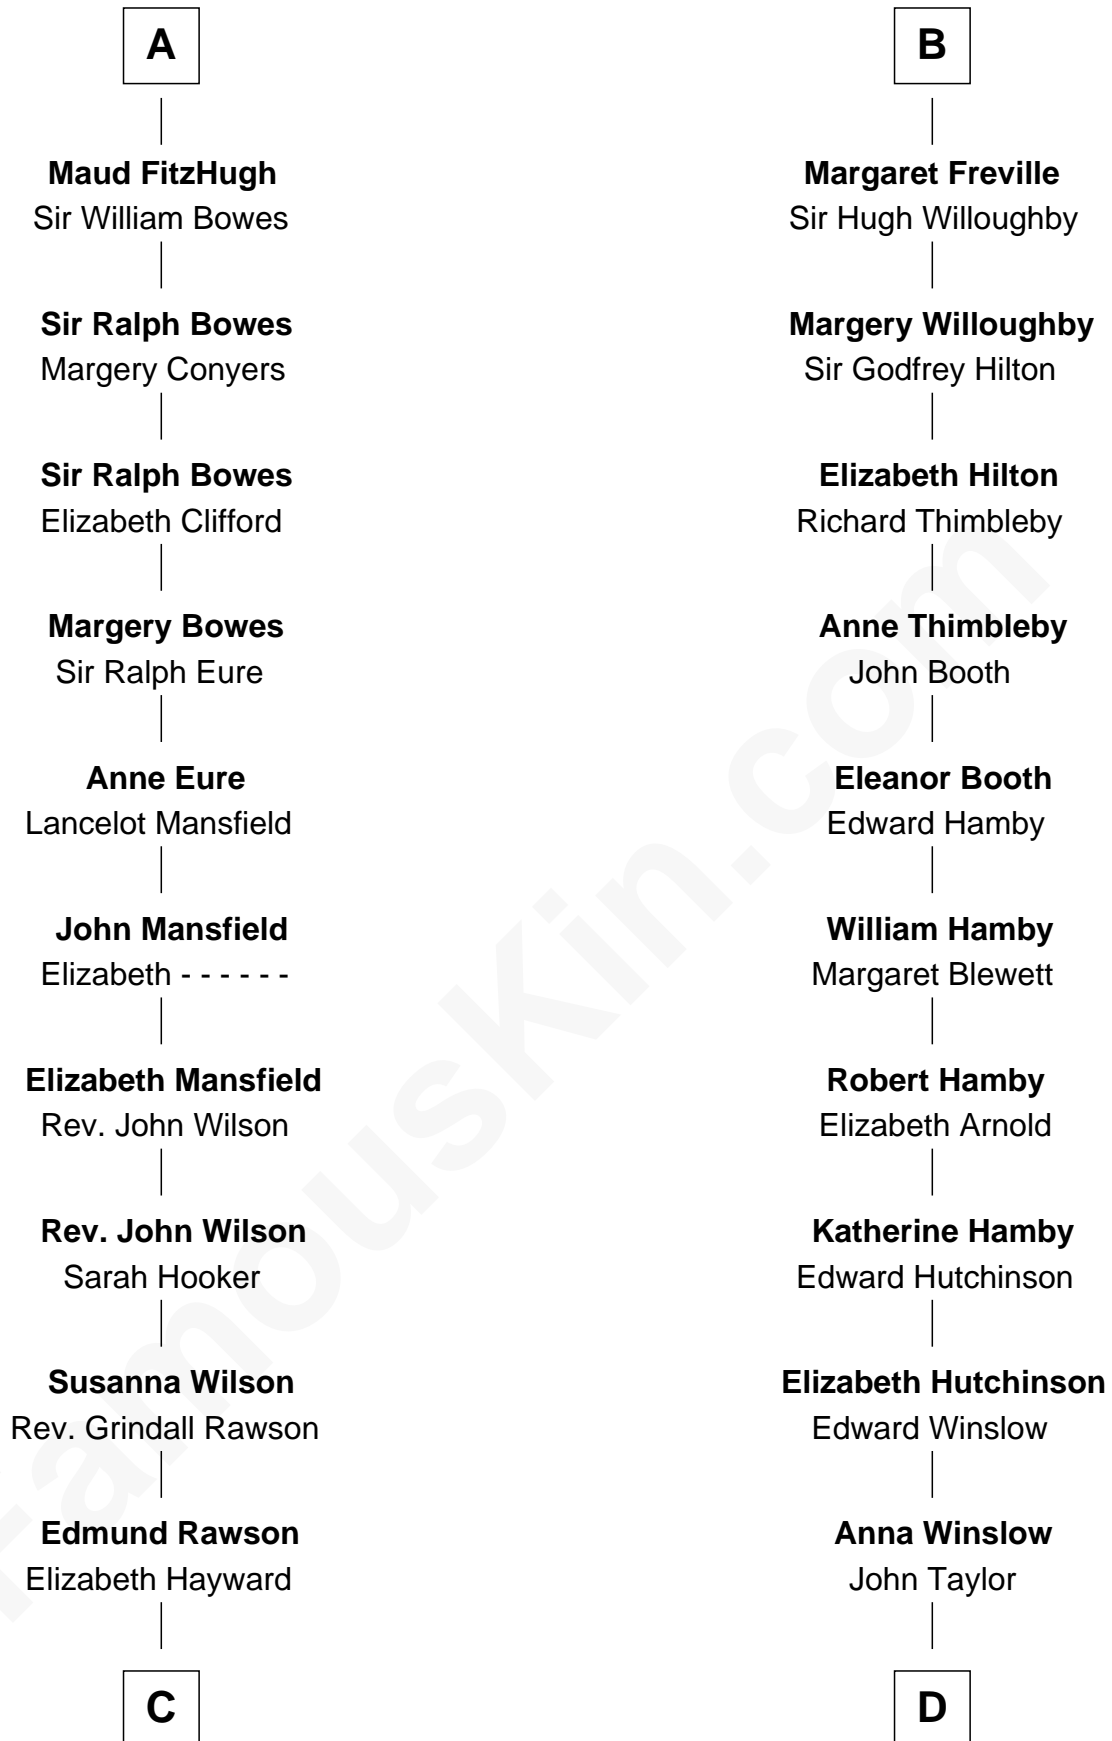 A
Maud FitzHugh
Sir William Bowes
Sir Ralph Bowes
Margery Conyers
Sir Ralph Bowes
Elizabeth Clifford
Margery Bowes
Sir Ralph Eure
Anne Eure
Lancelot Mansfield
John Mansfield
Elizabeth - - - - - -
Elizabeth Mansfield
Rev. John Wilson
Rev. John Wilson
Sarah Hooker
Susanna Wilson
Rev. Grindall Rawson
Edmund Rawson
Elizabeth Hayward
C
B
Margaret Freville
Sir Hugh Willoughby
Margery Willoughby
Sir Godfrey Hilton
Elizabeth Hilton
Richard Thimbleby
Anne Thimbleby
John Booth
Eleanor Booth
Edward Hamby
William Hamby
Margaret Blewett
Robert Hamby
Elizabeth Arnold
Katherine Hamby
Edward Hutchinson
Elizabeth Hutchinson
Edward Winslow
Anna Winslow
John Taylor
D
FamousKin.com